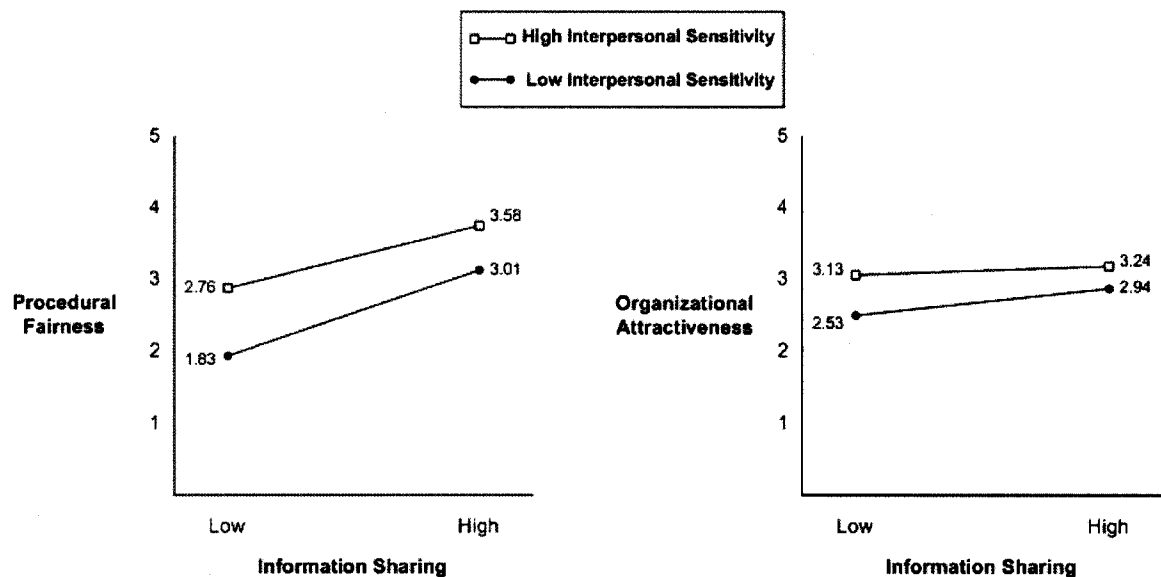 High Interpersonal Sensitivity
Low Interpersonal Sensitivity
5
4
3
2
1
3.58
2.76
3.01
1.83
Procedural
Fairness
Low
High
Information Sharing
5
4
3
2
1
3.13
3.24
2.94
2.53
Organizational
Attractiveness
Low
High
Information Sharing